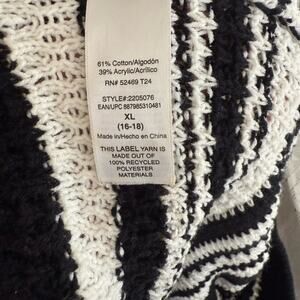 61% Cotton/Algodón
39% Acrylic/Acrílico
RN# 52469 T24
STYLE#:2205076
EAN/UPC 887985310481
XL
(16-18)
Made in/Hecho en China
THIS LABEL YARN IS
MADE OUT OF
100% RECYCLED
POLYESTER
MATERIALS